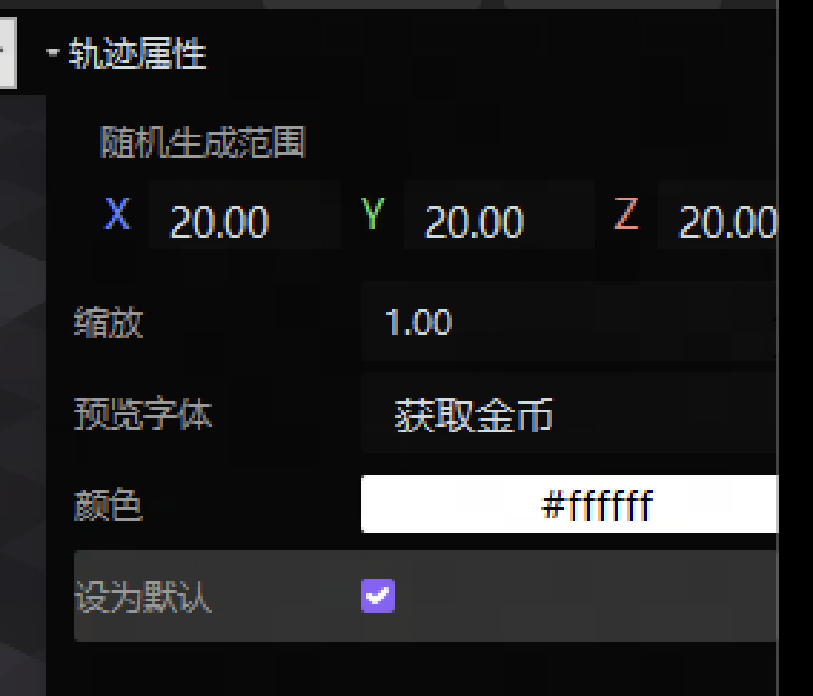 轨迹属性
随机生成范围
X 20.00 Y 20.00 Z 20.00
缩放 1.00
预览字体 获取金币
颜色 #ffffff
设为默认